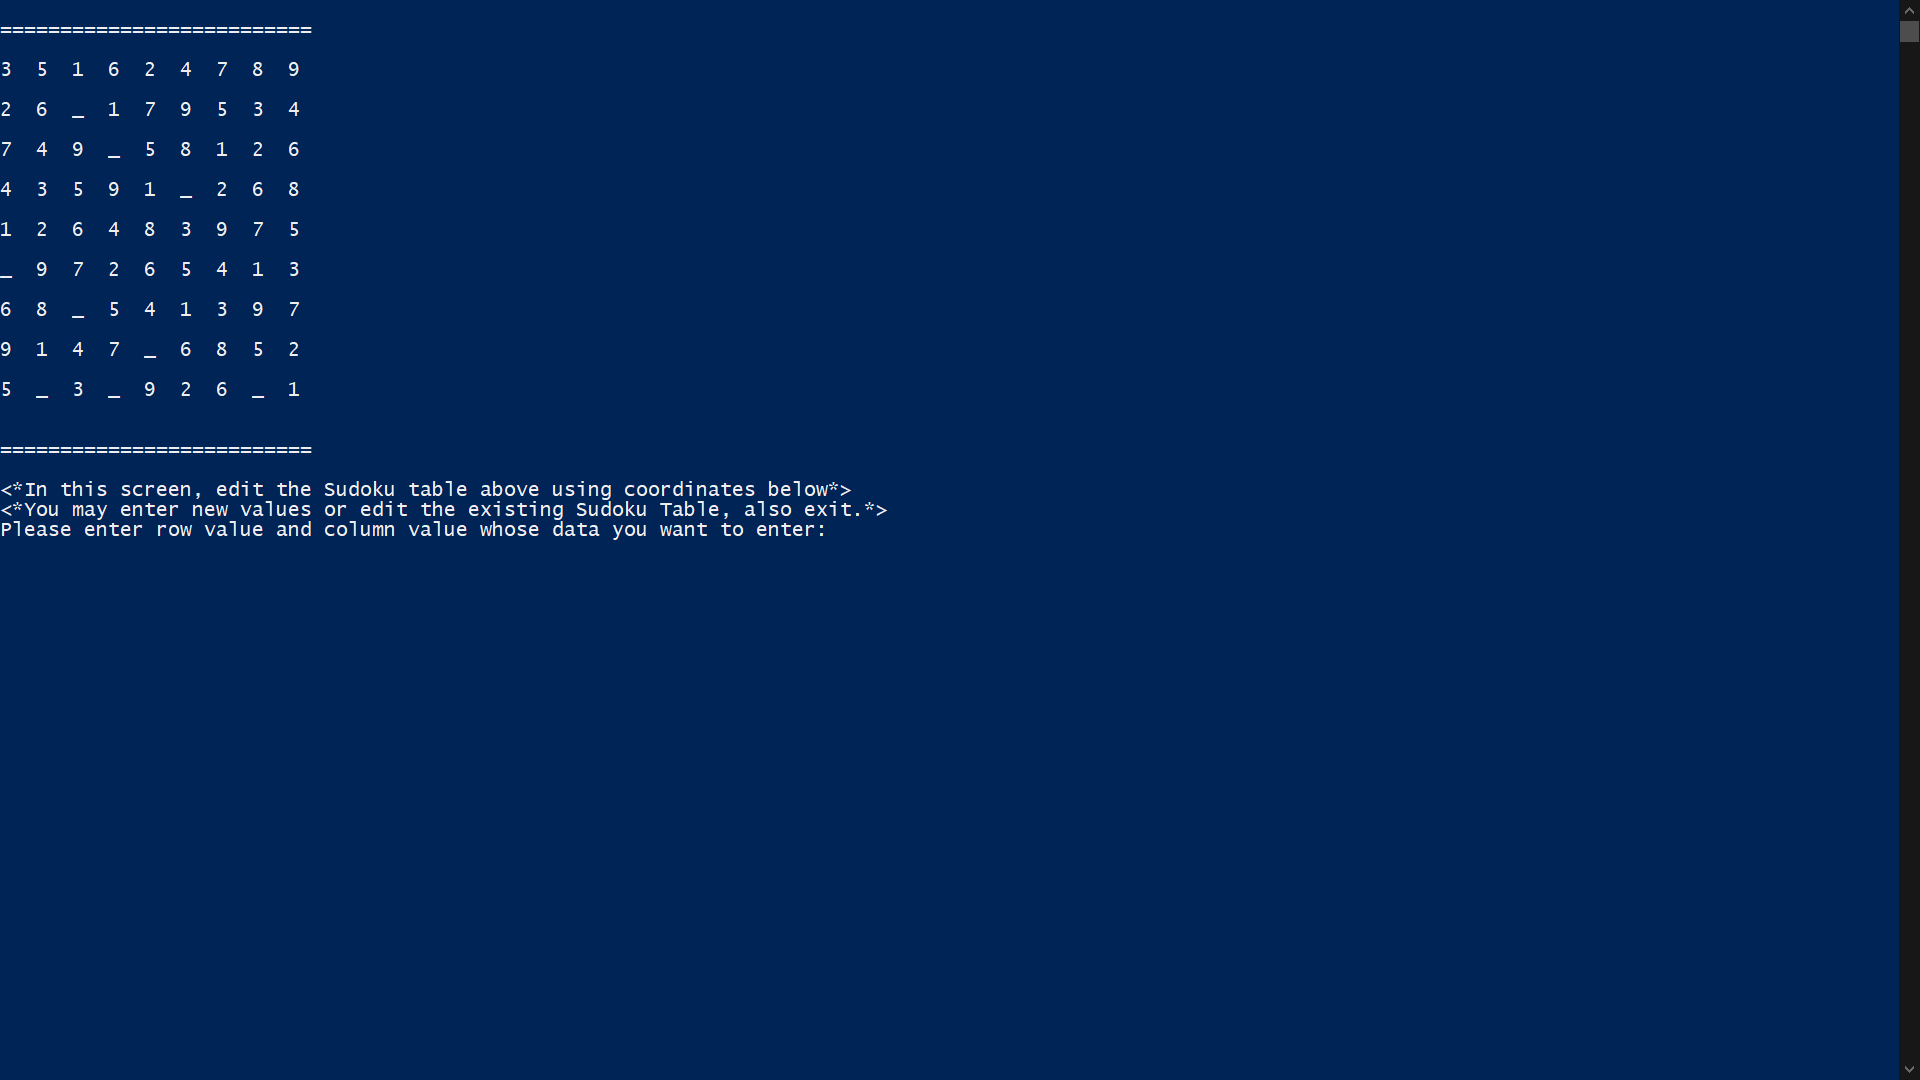 ==========================
3  5  1  6  2  4  7  8  9
2  6  _  1  7  9  5  3  4
7  4  9  _  5  8  1  2  6
4  3  5  9  1  _  2  6  8
1  2  6  4  8  3  9  7  5
_  9  7  2  6  5  4  1  3
6  8  _  5  4  1  3  9  7
9  1  4  7  _  6  8  5  2
5  _  3  _  9  2  6  _  1
==========================
<*In this screen, edit the Sudoku table above using coordinates below*>
<*You may enter new values or edit the existing Sudoku Table, also exit.*>
Please enter row value and column value whose data you want to enter: